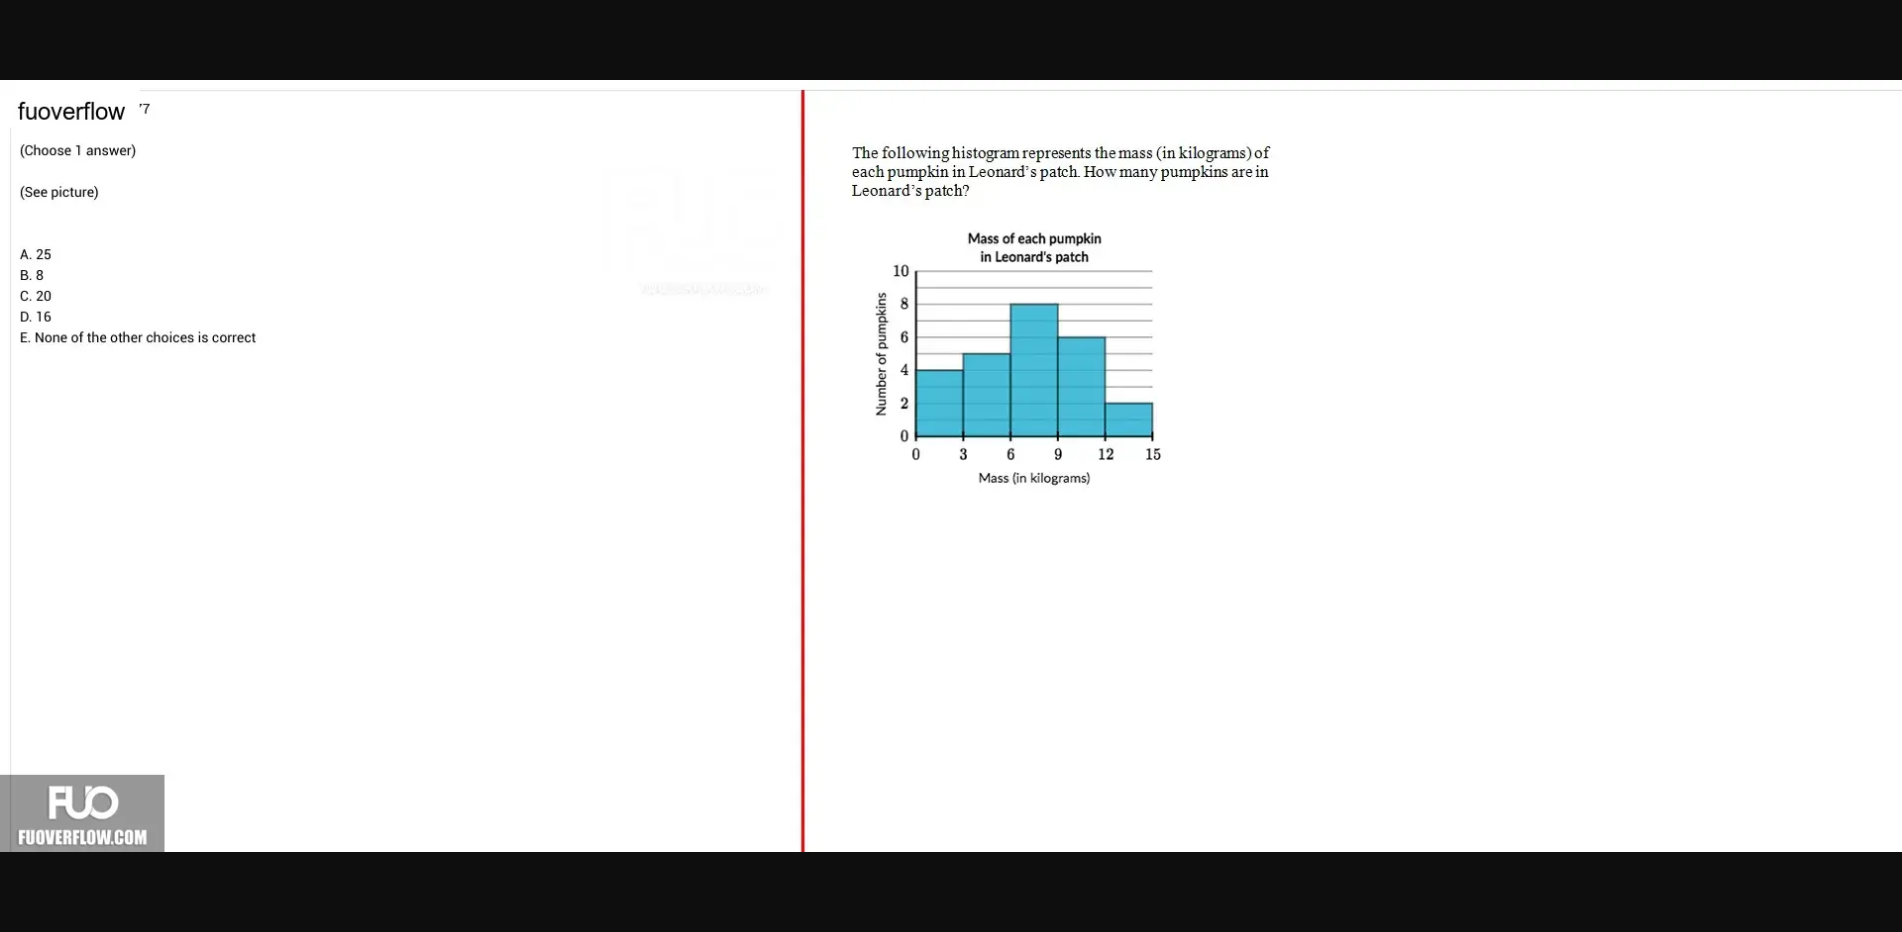 fuoverflow '7
(Choose 1 answer)
(See picture)
A. 25
B. 8
C. 20
D. 16
E. None of the other choices is correct
The following histogram represents the mass (in kilograms) of
each pumpkin in Leonard's patch. How many pumpkins are in
Leonard's patch?
Mass of each pumpkin
in Leonard's patch
Number of pumpkins
10
8
6
4
2
0
0 3 6 9 12 15
Mass (in kilograms)
FUO
FUOVERFLOW.COM